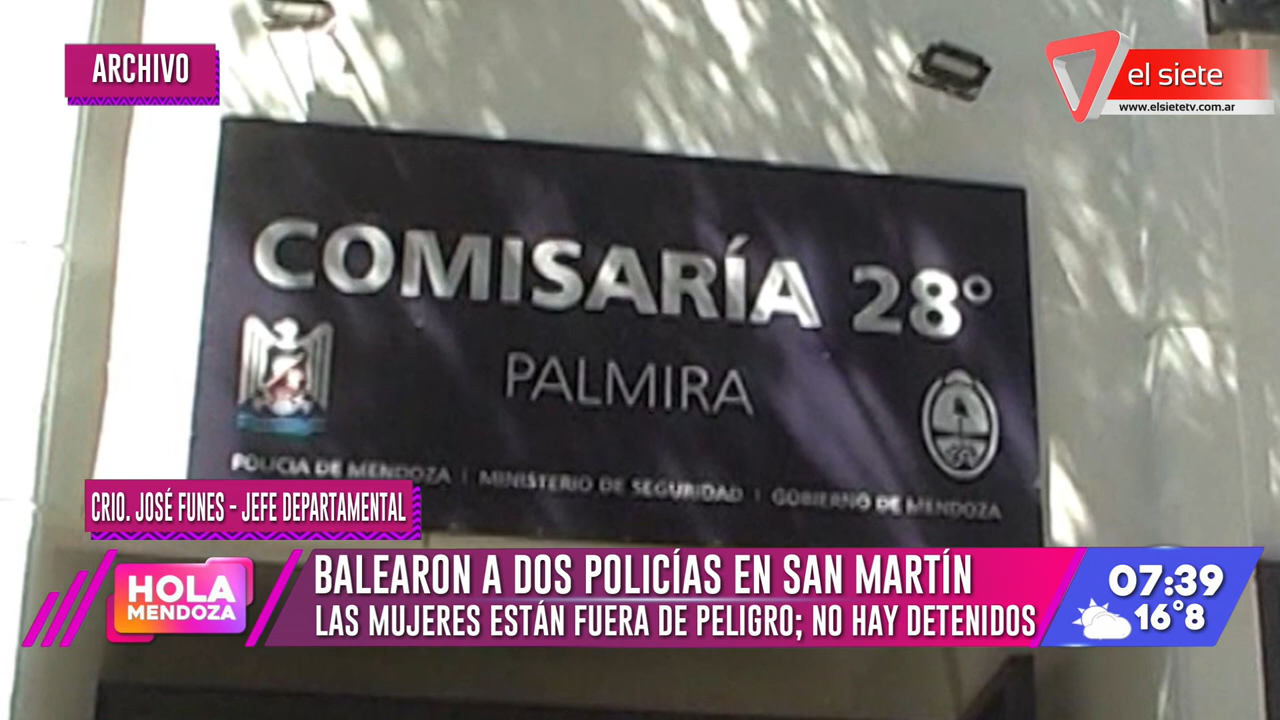 ARCHIVO
el siete
www.elsietetv.com.ar
COMISARÍA 28°
PALMIRA
POLICIA DE MENDOZA | MINISTERIO DE SEGURIDAD | GOBIERNO DE MENDOZA
CRIO. JOSÉ FUNES - JEFE DEPARTAMENTAL
HOLA
MENDOZA
BALEARON A DOS POLICÍAS EN SAN MARTÍN
LAS MUJERES ESTÁN FUERA DE PELIGRO; NO HAY DETENIDOS
07:39
16°8